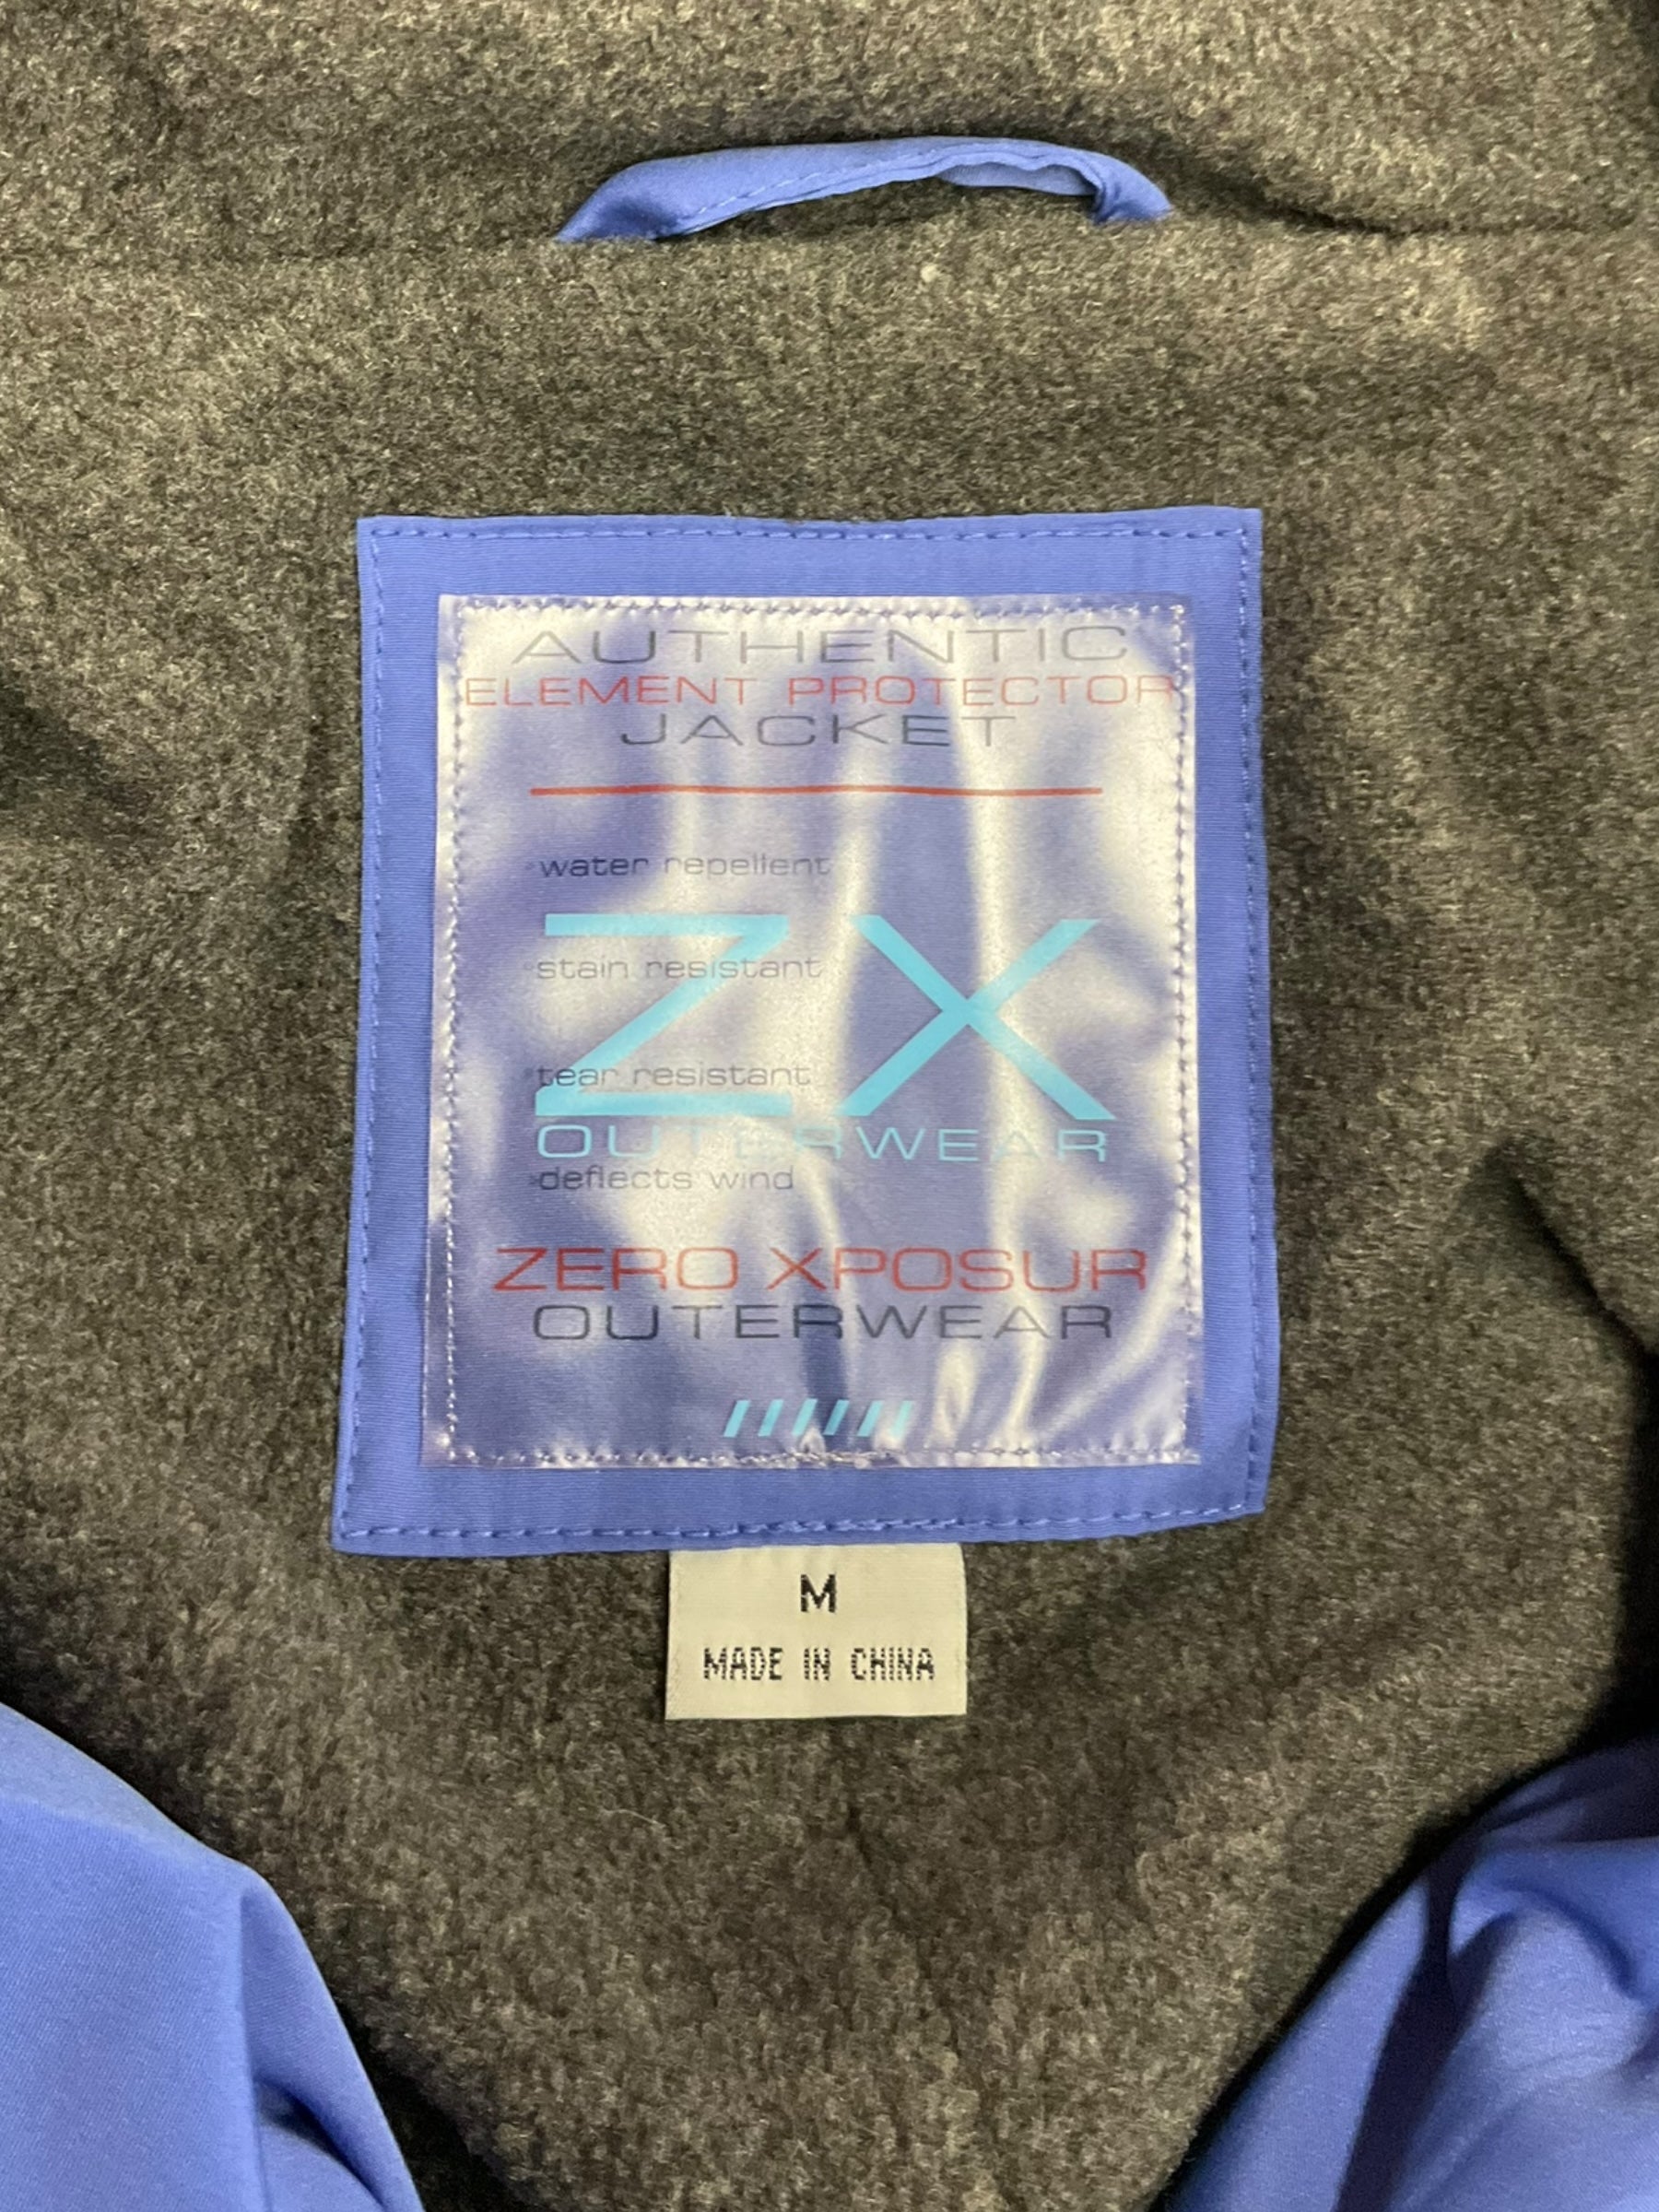 AUTHENTIC
ELEMENT PROTECTOR
JACKET
water repellent
ZX
stain resistant
tear resistant
OUTERWEAR
deflects wind
ZERO XPOSUR
OUTERWEAR
M
MADE IN CHINA